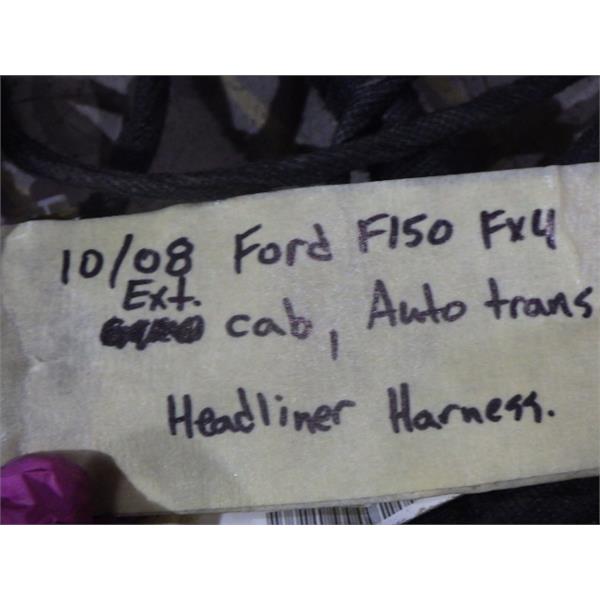 10/08 Ford F150 Fx4
Ext.
cab, Auto trans
Headliner Harness.